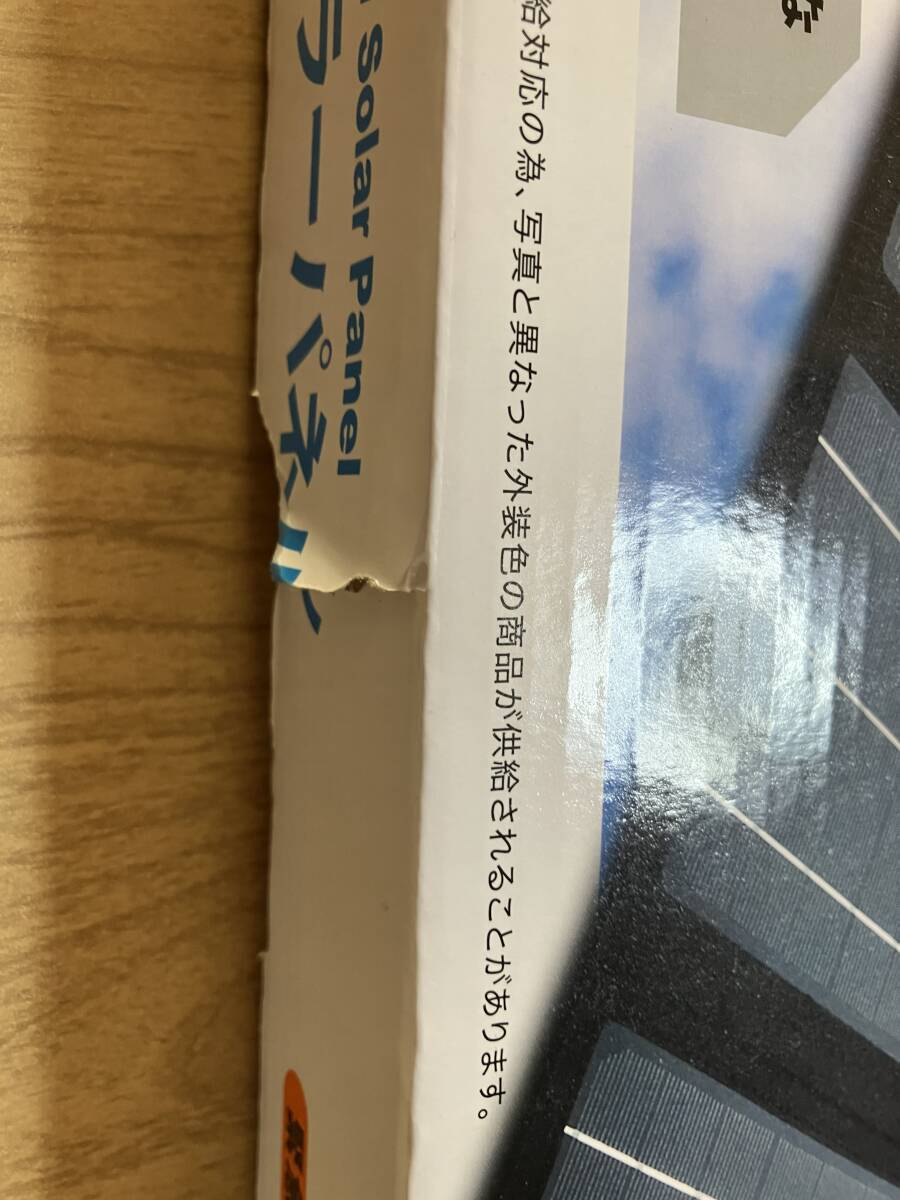 な
給対応の為、写真と異なった外装色の商品が供給されることがあります。
Solar Panel
ラーパネル